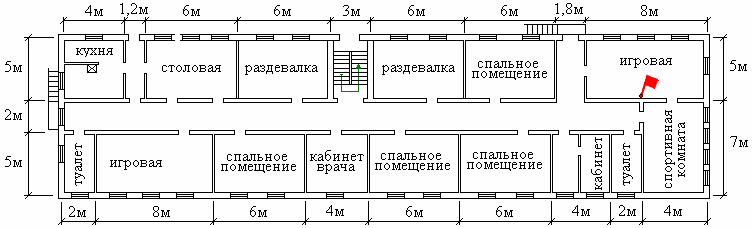 4м 1,2м 6м 6м 3м 6м 6м 1,8м 8м
5м
2м
5м
кухня
столовая
раздевалка
раздевалка
спальное
помещение
игровая
5м
7м
туалет
игровая
спальное
помещение
кабинет
врача
спальное
помещение
спальное
помещение
кабинет
туалет
спортивная
комната
2м 8м 6м 4м 6м 6м 4м 2м 4м